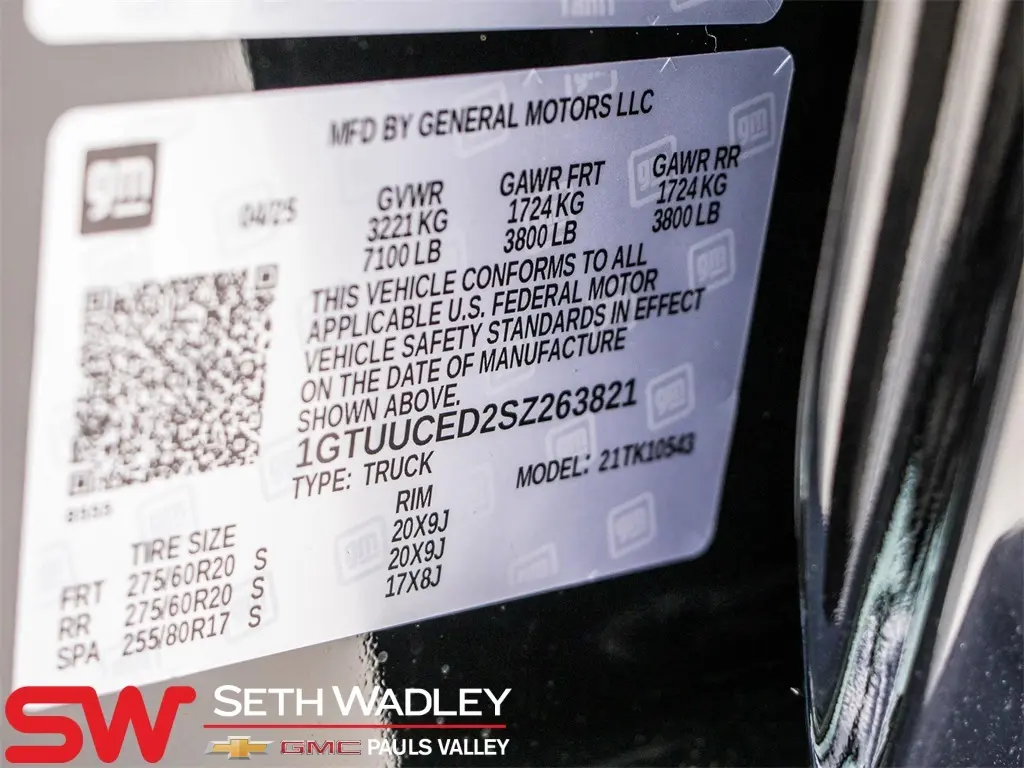 MFD BY GENERAL MOTORS LLC
gm
04/25
GVWR
3221 KG
7100 LB
GAWR FRT
1724 KG
3800 LB
GAWR RR
1724 KG
3800 LB
THIS VEHICLE CONFORMS TO ALL
APPLICABLE U.S. FEDERAL MOTOR
VEHICLE SAFETY STANDARDS IN EFFECT
ON THE DATE OF MANUFACTURE
SHOWN ABOVE.
1GTUUCED2SZ263821
TYPE: TRUCK
MODEL: 21TK10543
TIRE SIZE
RIM
FRT 275/60R20 S 20X9J
RR 275/60R20 S 20X9J
SPA 255/80R17 S 17X8J
SW
SETH WADLEY
GMC PAULS VALLEY